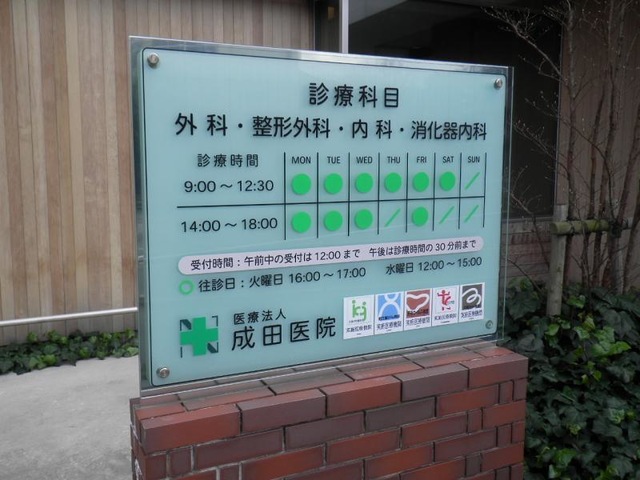 診療科目
外科・整形外科・内科・消化器内科
診療時間 MON TUE WED THU FRI SAT SUN
9:00～12:30 ● ● ● ● ● ● /
14:00～18:00 ● ● ● / ● / /
受付時間：午前中の受付は12:00まで 午後は診療時間の30分前まで
○ 往診日：火曜日 16:00～17:00 水曜日 12:00～15:00
医療法人
成田医院